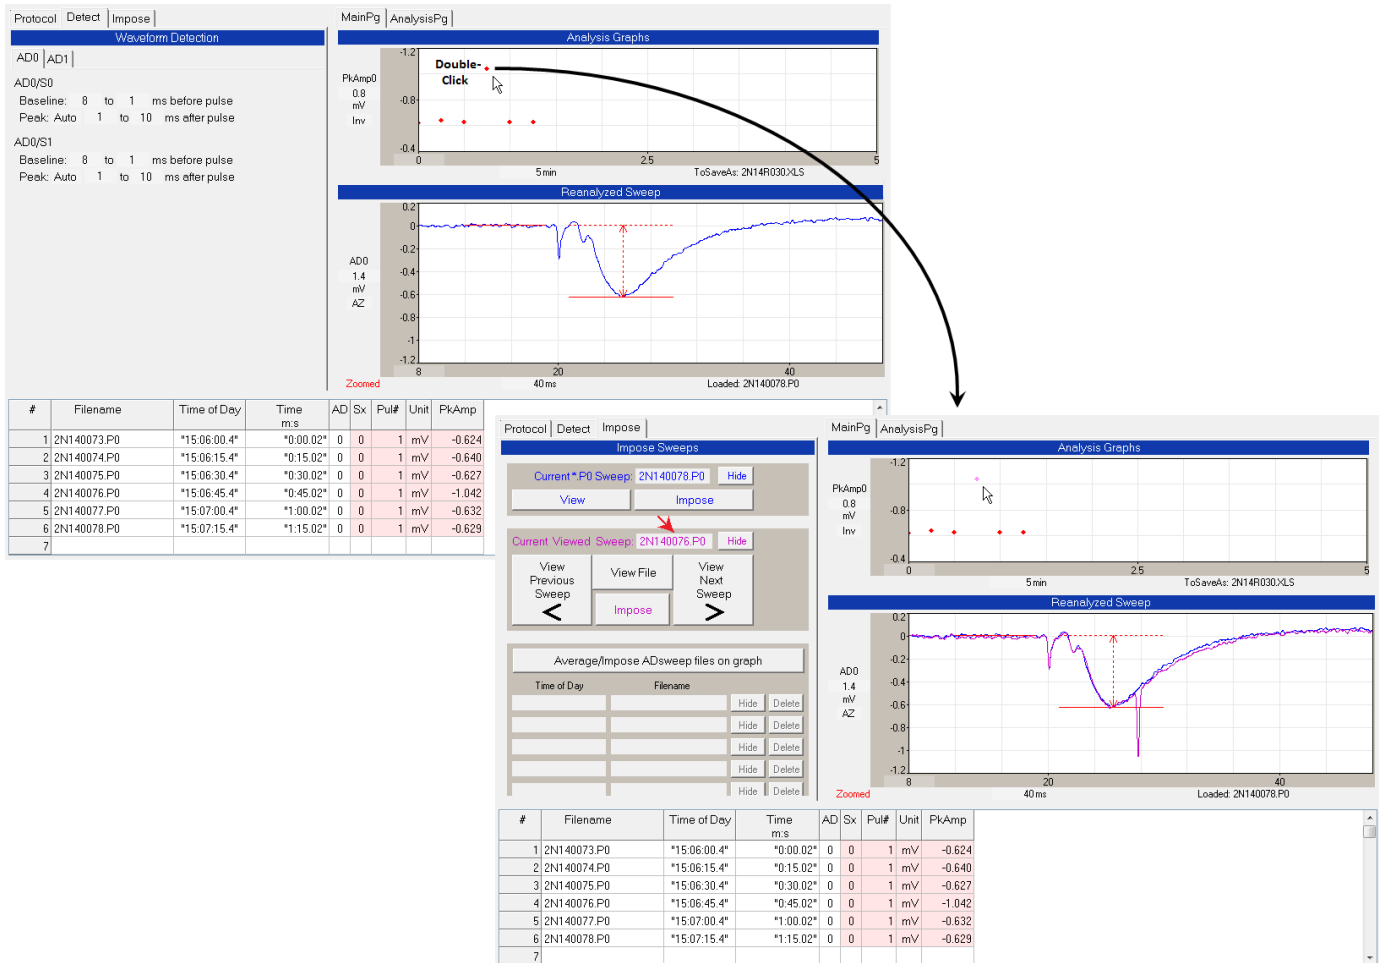 Protocol Detect Impose
Waveform Detection
AD0 AD1
AD0/S0
Baseline: 8 to 1 ms before pulse
Peak: Auto 1 to 10 ms after pulse
AD0/S1
Baseline: 8 to 1 ms before pulse
Peak: Auto 1 to 10 ms after pulse
MainPg AnalysisPg
Analysis Graphs
-1.2
Double-
Click
PkAmp0
0.8
mV
Inv
-0.8
-0.4
0 2.5 5
5 min ToSaveAs: 2N14R030.XLS
Reanalyzed Sweep
0.2
0
-0.2
-0.4
-0.6
-0.8
-1
-1.2
AD0
1.4
mV
AZ
8 20 40
Zoomed 40 ms Loaded: 2N140078.P0
# Filename Time of Day Time AD Sx Pul# Unit PkAmp
m:s
1 2N140073.P0 "15:06:00.4" "0:00.02" 0 0 1 mV -0.624
2 2N140074.P0 "15:06:15.4" "0:15.02" 0 0 1 mV -0.640
3 2N140075.P0 "15:06:30.4" "0:30.02" 0 0 1 mV -0.627
4 2N140076.P0 "15:06:45.4" "0:45.02" 0 0 1 mV -1.042
5 2N140077.P0 "15:07:00.4" "1:00.02" 0 0 1 mV -0.632
6 2N140078.P0 "15:07:15.4" "1:15.02" 0 0 1 mV -0.629
7
Protocol Detect Impose
Impose Sweeps
Current *.P0 Sweep: 2N140078.P0 Hide
View Impose
Current Viewed Sweep: 2N140076.P0 Hide
View
Previous
Sweep
<
View File
Impose
View
Next
Sweep
>
Average/Impose ADsweep files on graph
Time of Day Filename
Hide Delete
Hide Delete
Hide Delete
Hide Delete
Hide Delete
MainPg AnalysisPg
Analysis Graphs
-1.2
PkAmp0
0.8
mV
Inv
-0.8
-0.4
0 2.5 5
5 min ToSaveAs: 2N14R030.XLS
Reanalyzed Sweep
0.2
0
-0.2
-0.4
-0.6
-0.8
-1
-1.2
AD0
1.4
mV
AZ
8 20 40
Zoomed 40 ms Loaded: 2N140078.P0
# Filename Time of Day Time AD Sx Pul# Unit PkAmp
m:s
1 2N140073.P0 "15:06:00.4" "0:00.02" 0 0 1 mV -0.624
2 2N140074.P0 "15:06:15.4" "0:15.02" 0 0 1 mV -0.640
3 2N140075.P0 "15:06:30.4" "0:30.02" 0 0 1 mV -0.627
4 2N140076.P0 "15:06:45.4" "0:45.02" 0 0 1 mV -1.042
5 2N140077.P0 "15:07:00.4" "1:00.02" 0 0 1 mV -0.632
6 2N140078.P0 "15:07:15.4" "1:15.02" 0 0 1 mV -0.629
7